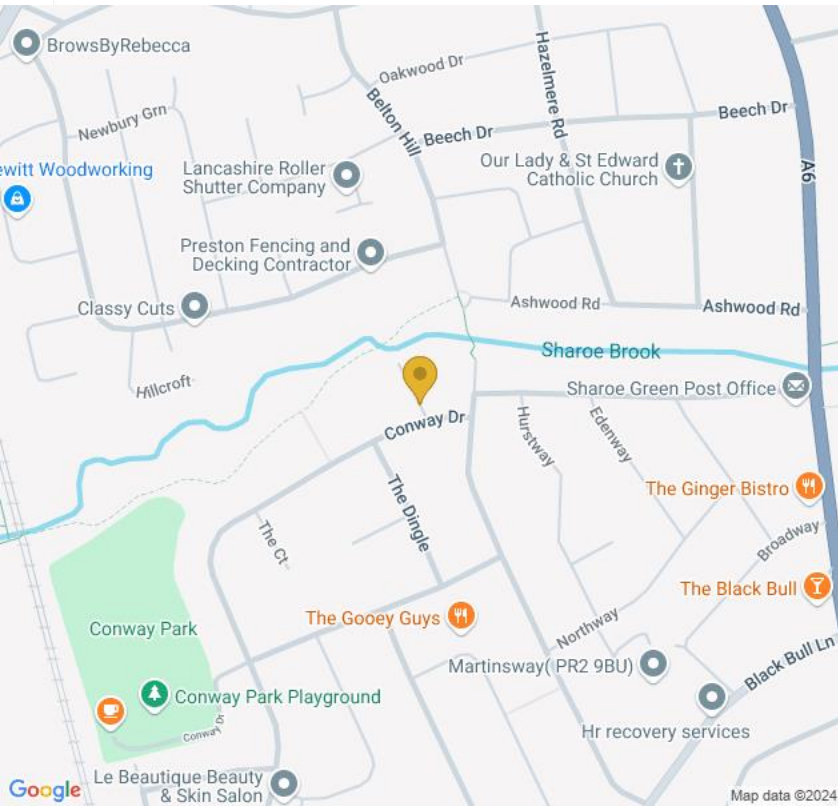 BrowsByRebecca
Oakwood Dr
Hazelmere Rd
Belton Hill
Newbury Grn
Beech Dr
Beech Dr
A6
ewitt Woodworking
Lancashire Roller
Shutter Company
Our Lady & St Edward
Catholic Church
Preston Fencing and
Decking Contractor
Classy Cuts
Ashwood Rd
Ashwood Rd
Sharoe Brook
Hillcroft
Sharoe Green Post Office
Conway Dr
Hurstway
Edenway
The Dingle
The Ginger Bistro
The Ct
Broadway
The Black Bull
The Gooey Guys
Conway Park
Northway
Martinsway( PR2 9BU)
Black Bull Ln
Conway Park Playground
Conway Dr
Hr recovery services
Le Beautique Beauty
& Skin Salon
Google
Map data ©2024